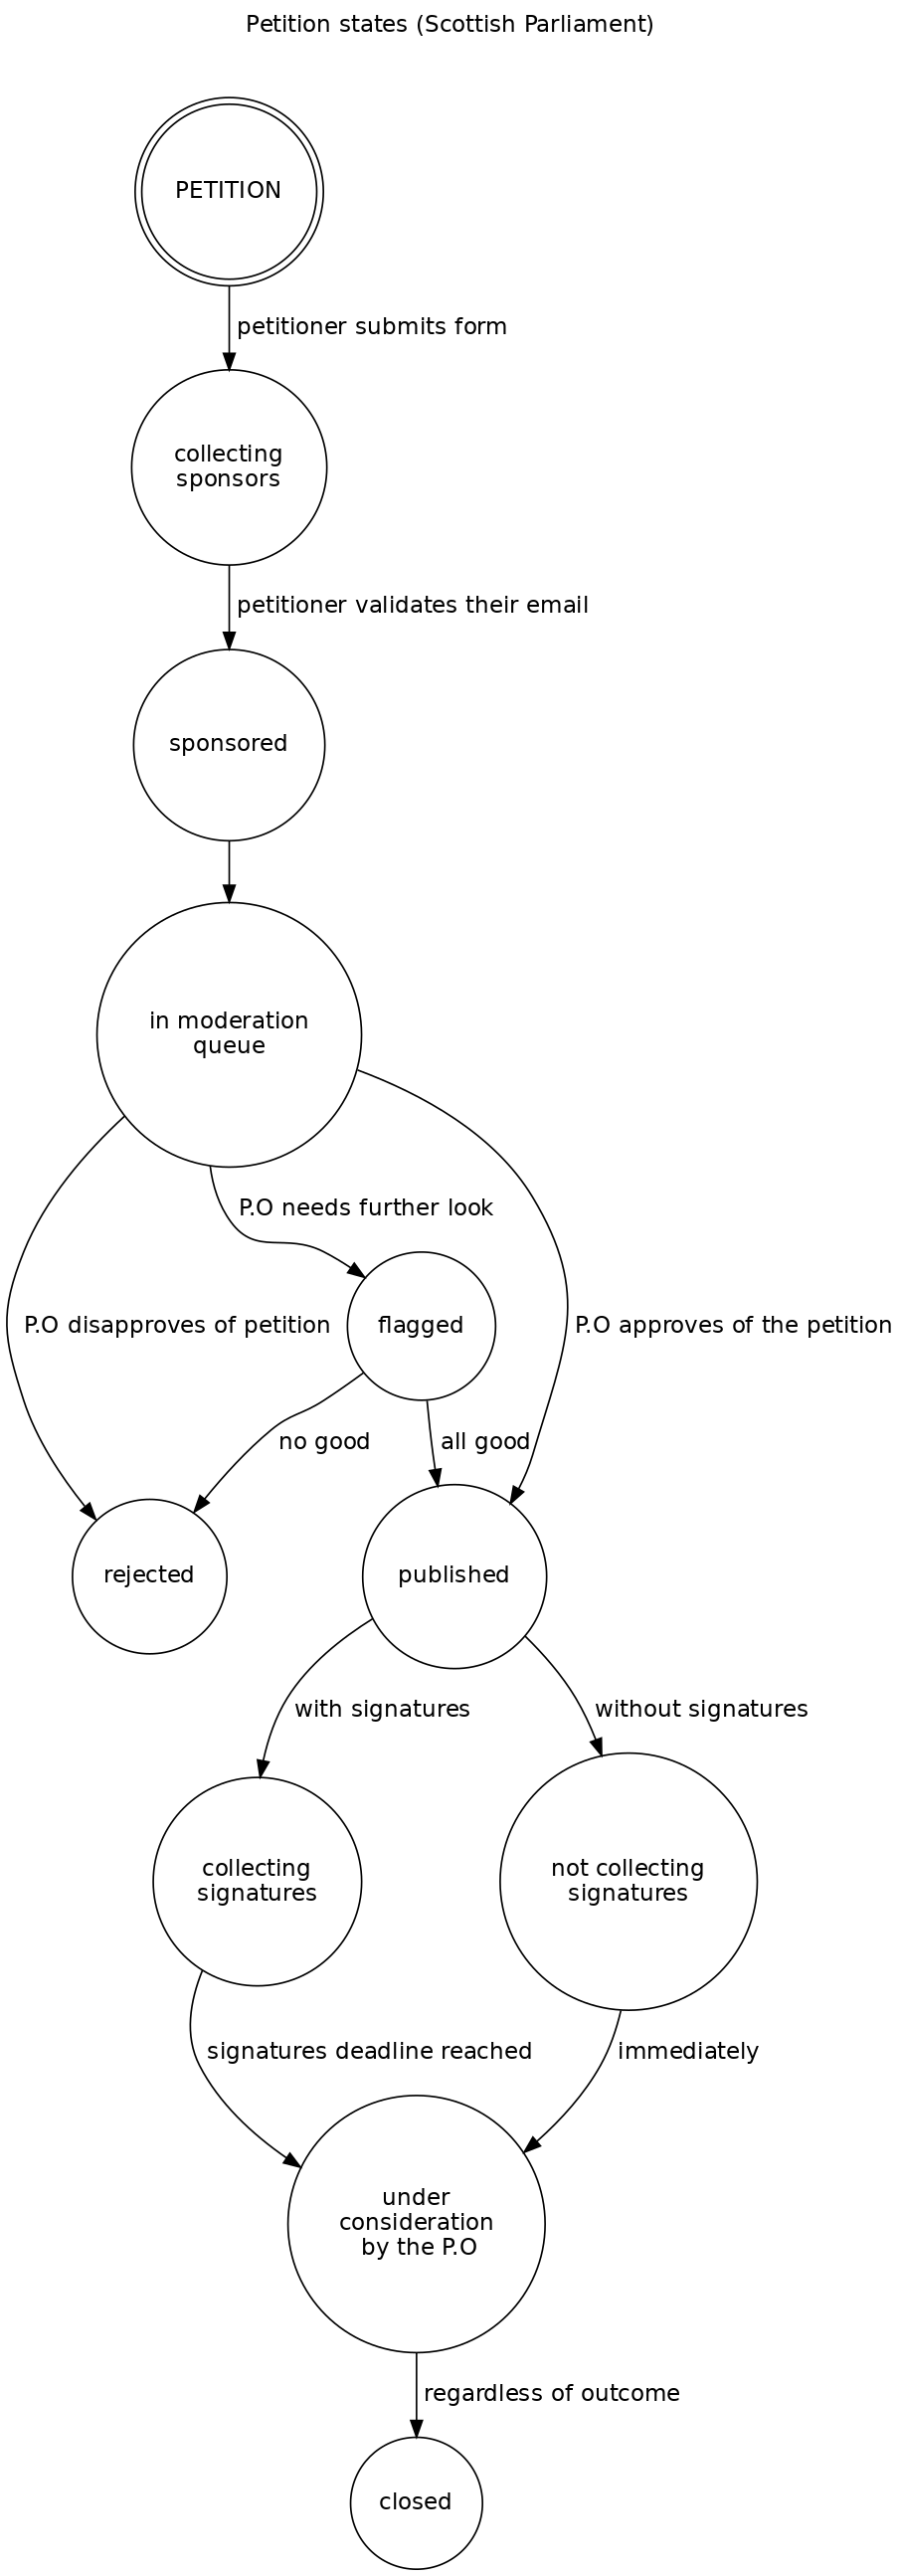 Petition states (Scottish Parliament)
PETITION
petitioner submits form
collecting
sponsors
petitioner validates their email
sponsored
in moderation
queue
P.O needs further look
P.O disapproves of petition
flagged
P.O approves of the petition
no good
all good
rejected
published
with signatures
without signatures
collecting
signatures
not collecting
signatures
signatures deadline reached
immediately
under
consideration
by the P.O
regardless of outcome
closed